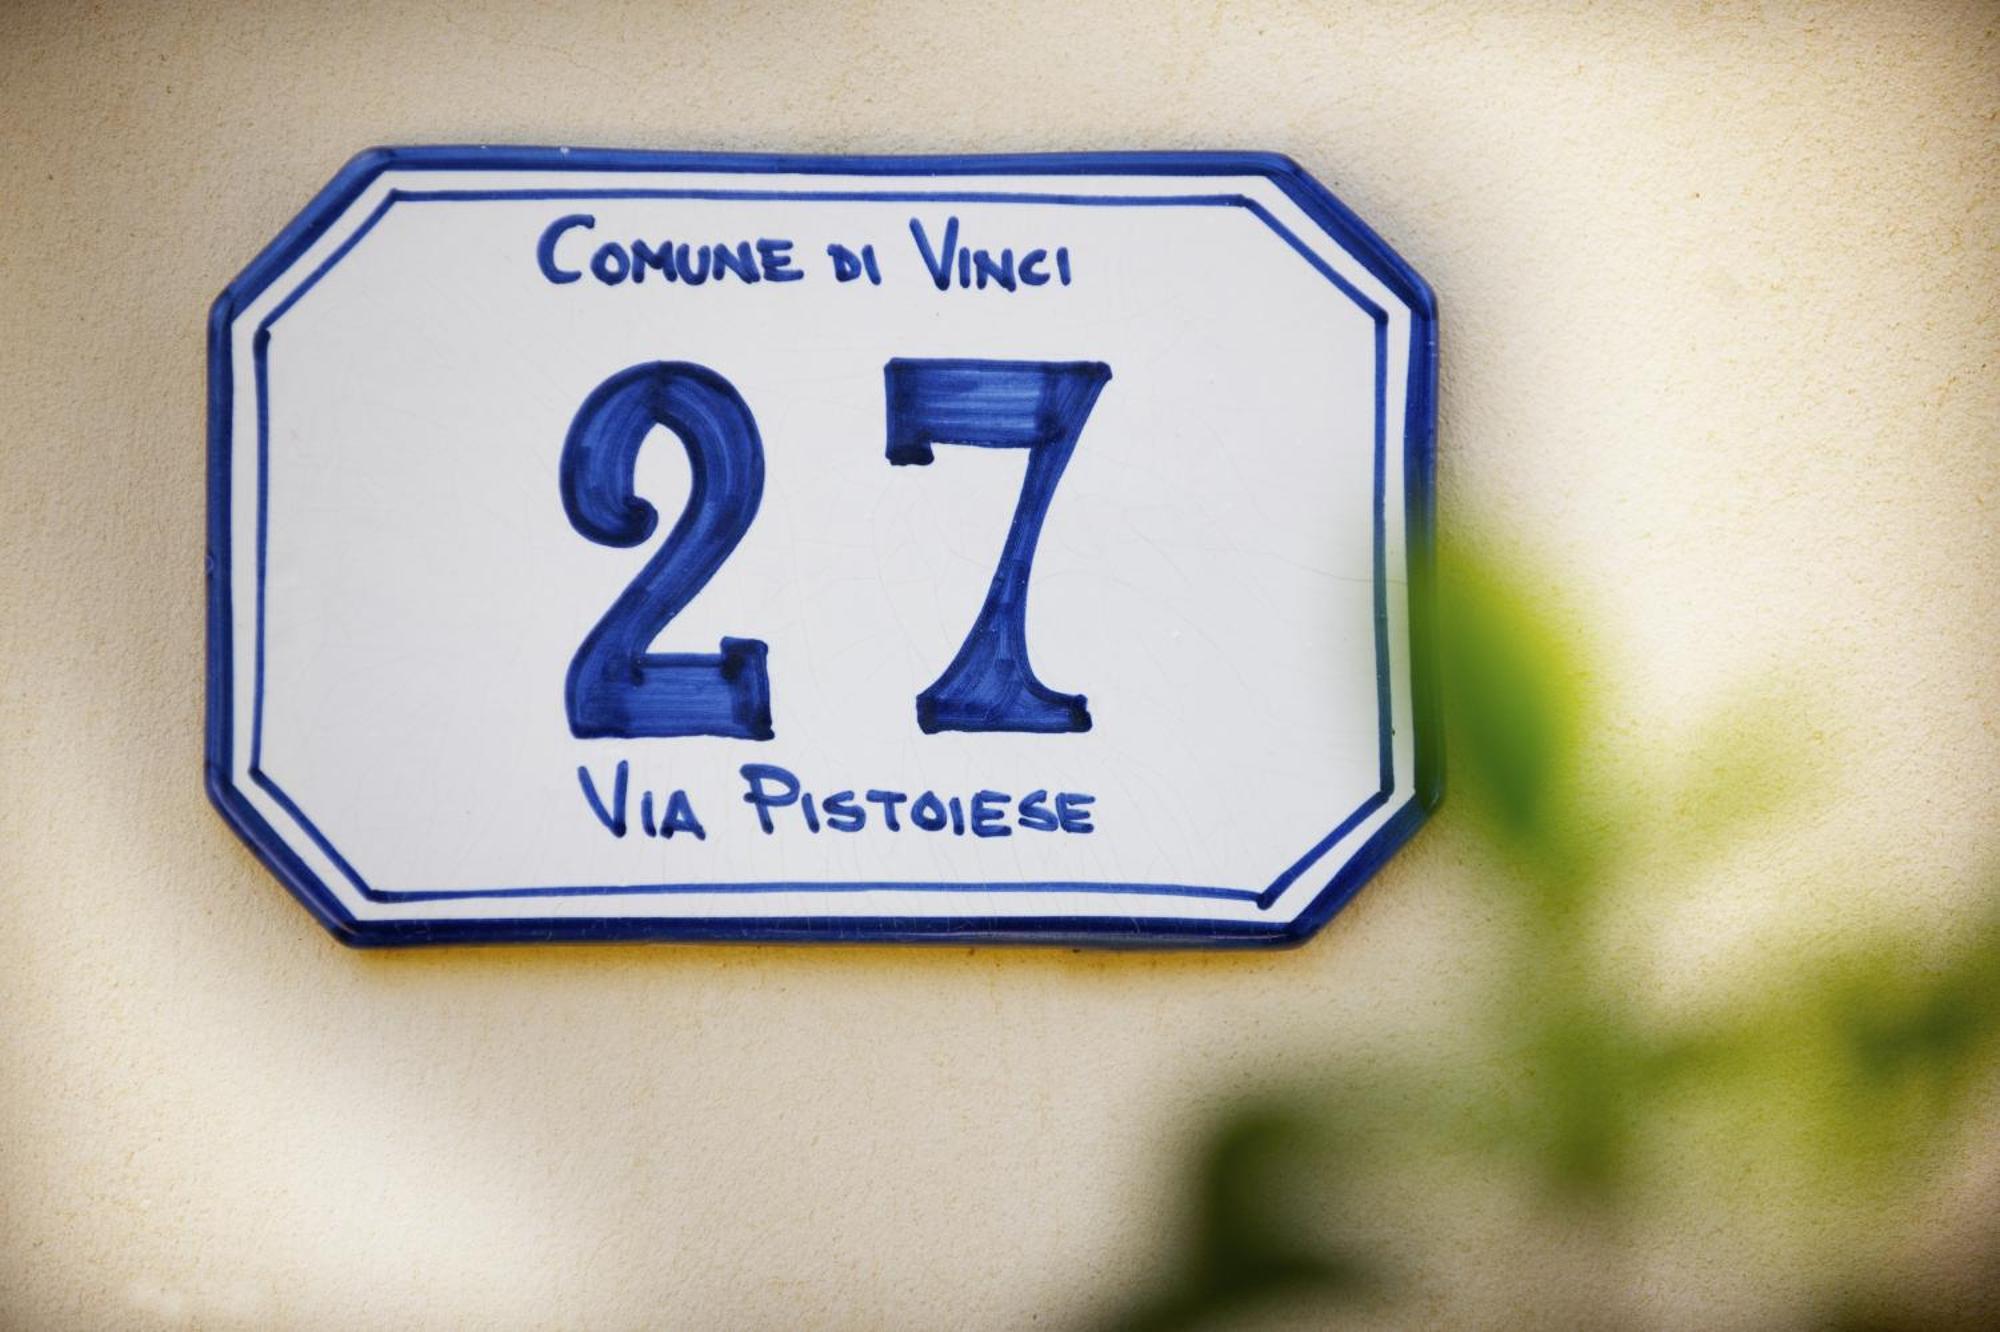 Comune di Vinci
27
Via Pistoiese